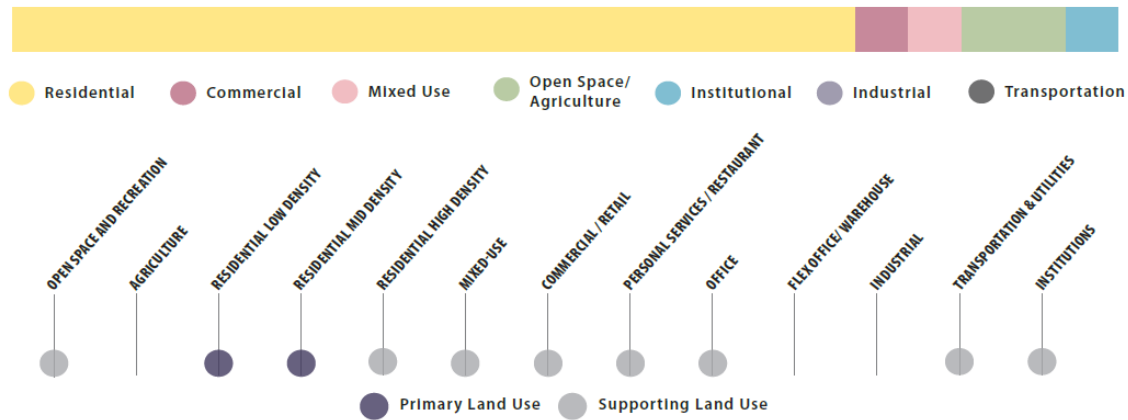 Residential
Commercial
Mixed Use
Open Space/
Agriculture
Institutional
Industrial
Transportation
OPEN SPACE AND RECREATION
AGRICULTURE
RESIDENTIAL LOW DENSITY
RESIDENTIAL MID DENSITY
RESIDENTIAL HIGH DENSITY
MIXED-USE
COMMERCIAL / RETAIL
PERSONAL SERVICES / RESTAURANT
OFFICE
FLEX OFFICE/ WAREHOUSE
INDUSTRIAL
TRANSPORTATION & UTILITIES
INSTITUTIONS
Primary Land Use
Supporting Land Use